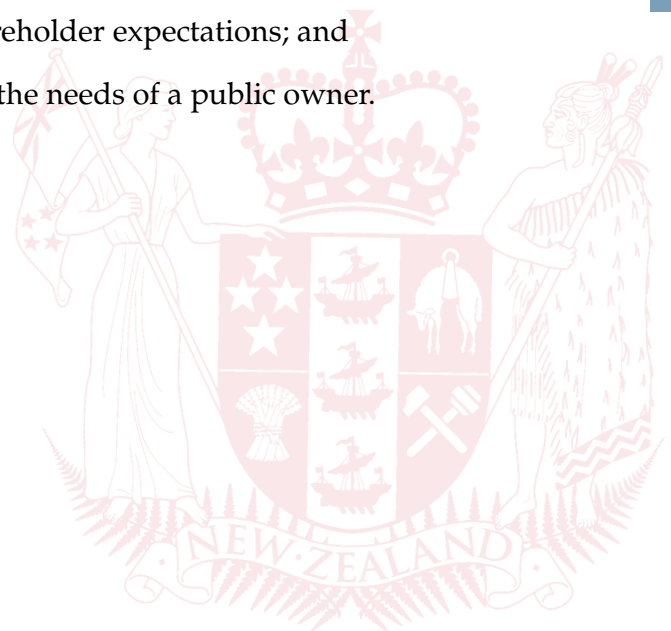 reholder expectations; and
the needs of a public owner.
NEW·ZEALAND